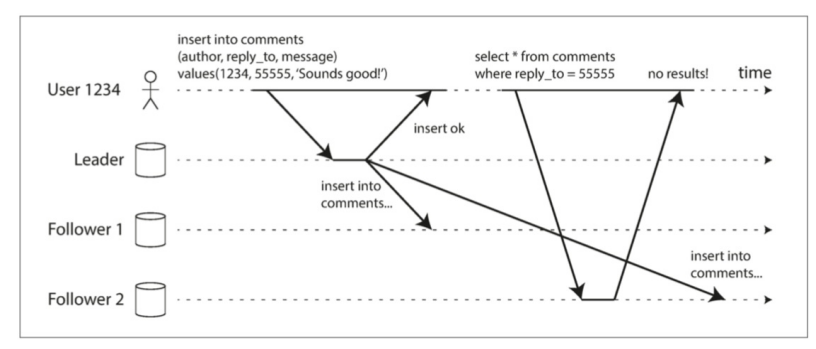 insert into comments
(author, reply_to, message)
values(1234, 55555, ‘Sounds good!’)
select * from comments
where reply_to = 55555
no results!
time
User 1234
insert ok
Leader
insert into
comments...
Follower 1
insert into
comments...
Follower 2